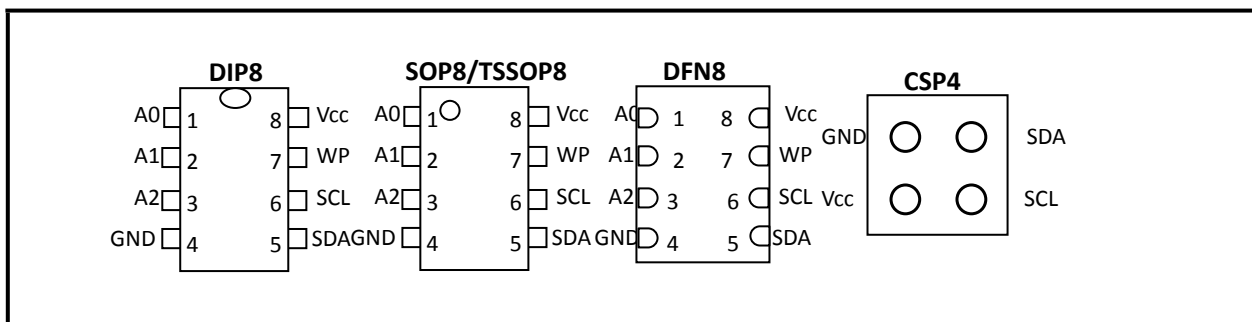 DIP8
A0 1 8 Vcc
A1 2 7 WP
A2 3 6 SCL
GND 4 5 SDA
SOP8/TSSOP8
A0 1 8 Vcc
A1 2 7 WP
A2 3 6 SCL
GND 4 5 SDA
DFN8
A0 1 8 Vcc
A1 2 7 WP
A2 3 6 SCL
GND 4 5 SDA
CSP4
GND SDA
Vcc SCL